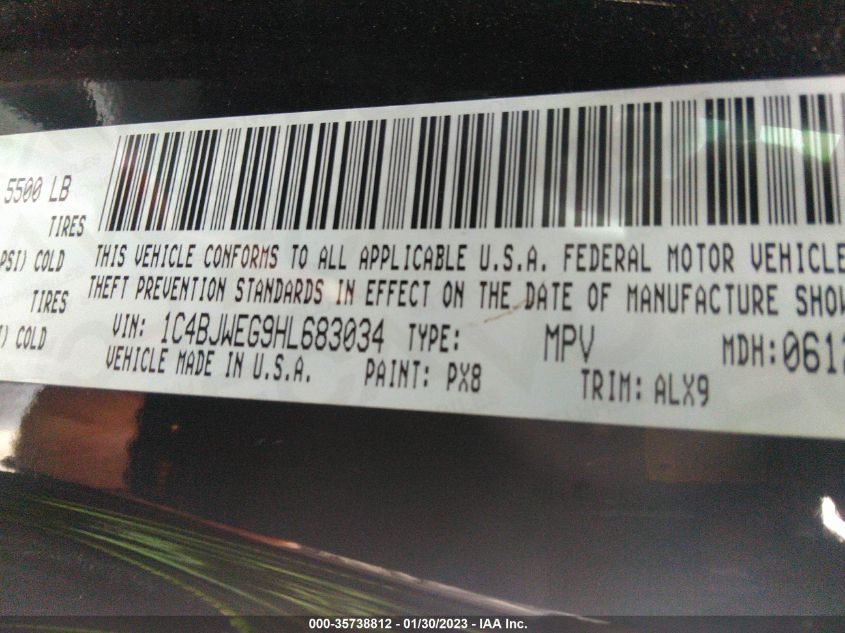 5500 LB
TIRES
PSI) COLD
TIRES
) COLD
THIS VEHICLE CONFORMS TO ALL APPLICABLE U.S.A. FEDERAL MOTOR VEHICLE
THEFT PREVENTION STANDARDS IN EFFECT ON THE DATE OF MANUFACTURE SHOW
VIN: 1C4BJWEG9HL683034 TYPE: MPV MDH:0612
VEHICLE MADE IN U.S.A. PAINT: PX8 TRIM: ALX9
000-35738812 / 01/30/2023 - IAA Inc.